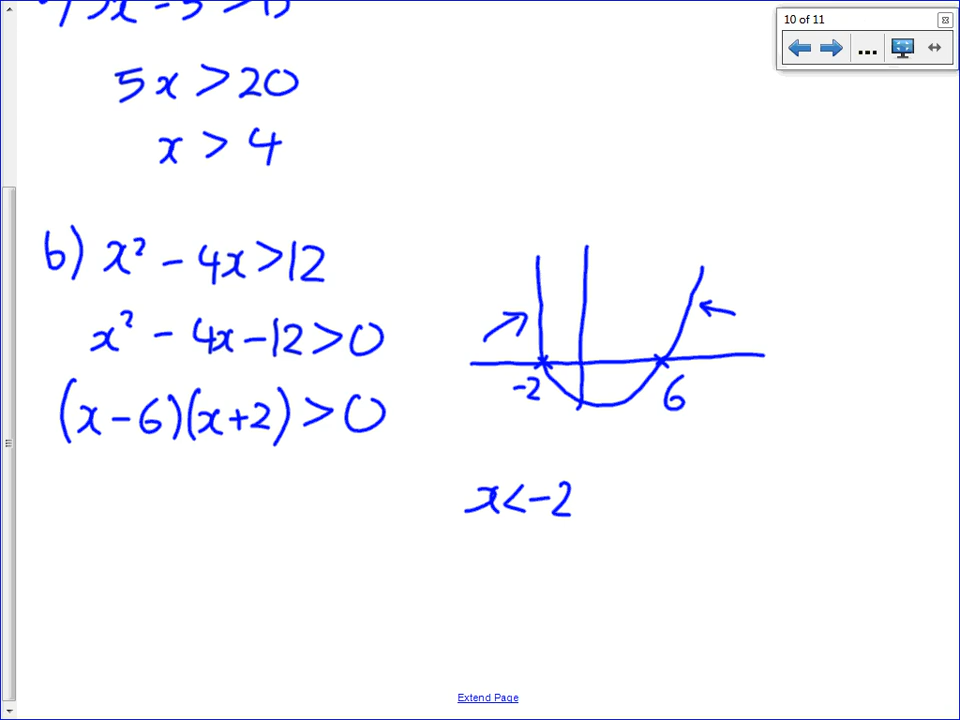 10 of 11
5x > 20
x > 4
b) x² - 4x > 12
x² - 4x - 12 > 0
(x - 6)(x + 2) > 0
-2
6
x < -2
Extend Page